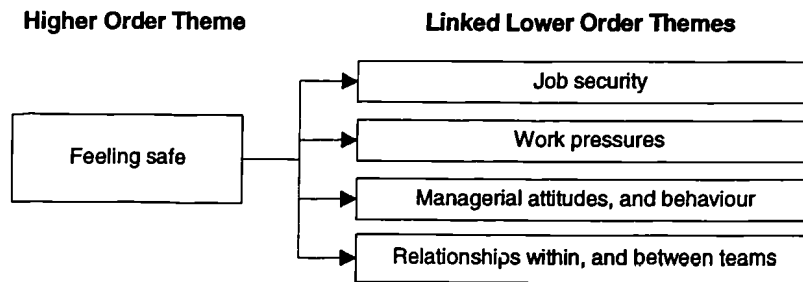 Higher Order Theme
Linked Lower Order Themes
Feeling safe
Job security
Work pressures
Managerial attitudes, and behaviour
Relationships within, and between teams